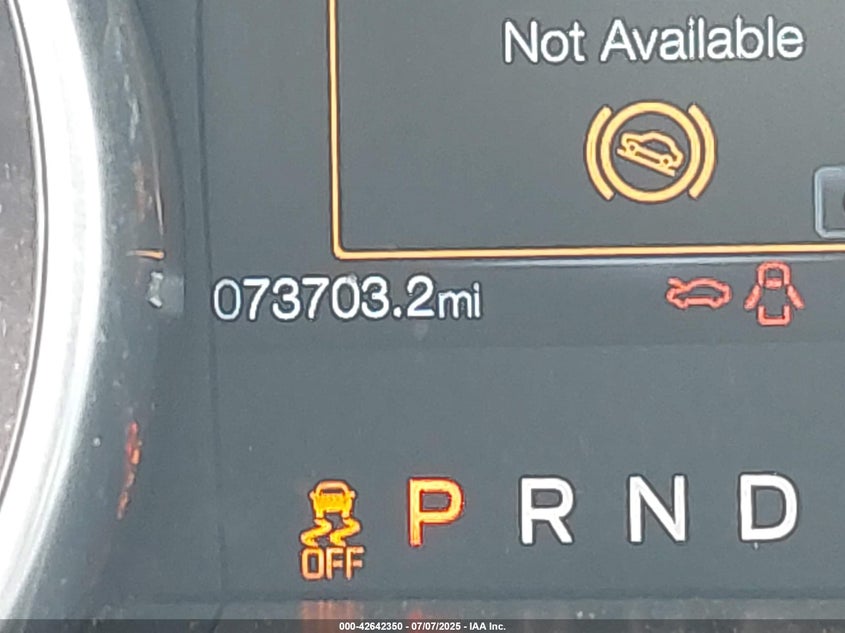 Not Available
073703.2mi
OFF P R N D
000-42642350 - 07/07/2025 - IAA Inc.